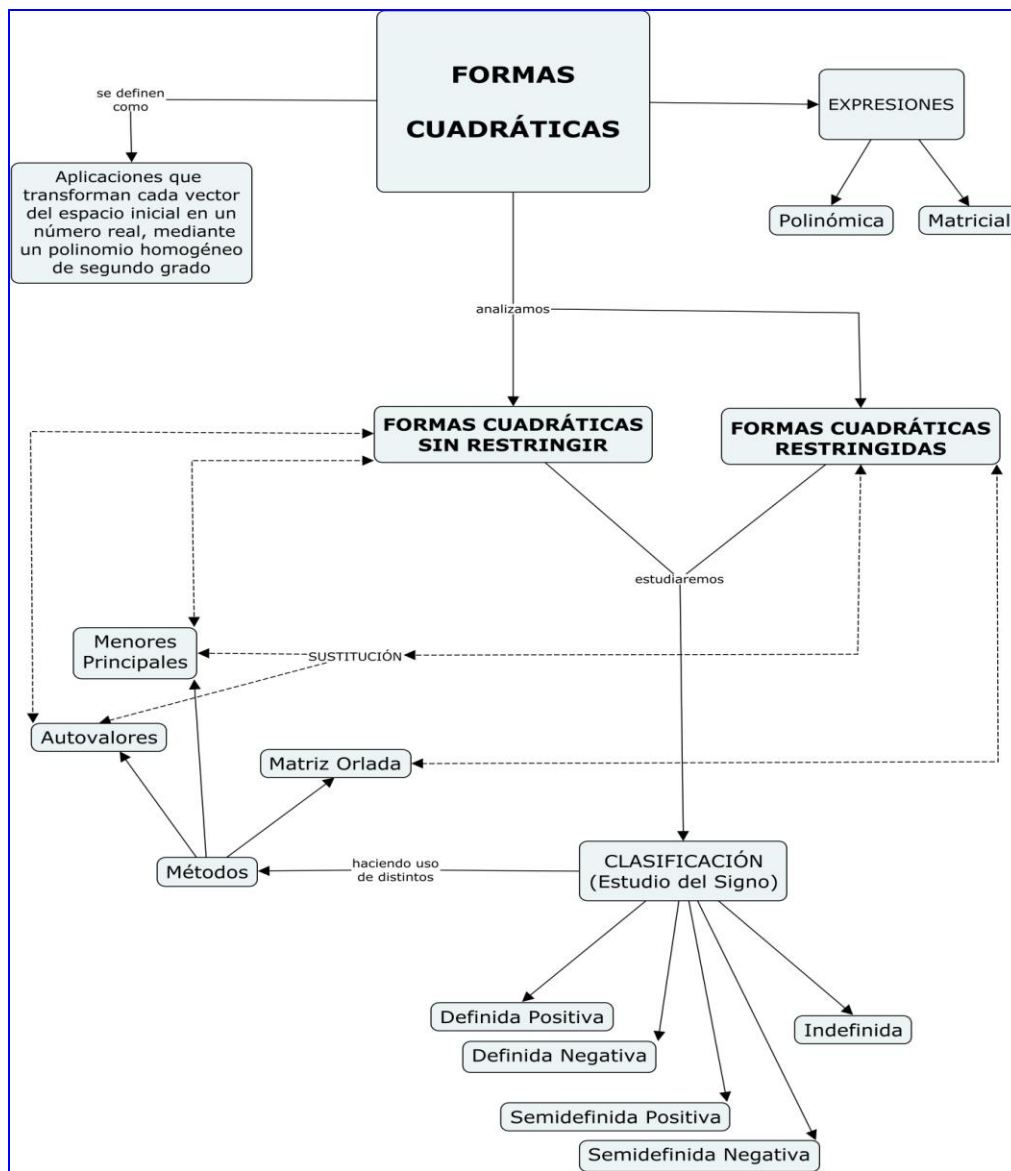 FORMAS
CUADRÁTICAS
se definen
como
EXPRESIONES
Aplicaciones que
transforman cada vector
del espacio inicial en un
número real, mediante
un polinomio homogéneo
de segundo grado
Polinómica
Matricial
analizamos
FORMAS CUADRÁTICAS
SIN RESTRINGIR
FORMAS CUADRÁTICAS
RESTRINGIDAS
estudiaremos
Menores
Principales
SUSTITUCIÓN
Autovalores
Matriz Orlada
Métodos
haciendo uso
de distintos
CLASIFICACIÓN
(Estudio del Signo)
Definida Positiva
Indefinida
Definida Negativa
Semidefinida Positiva
Semidefinida Negativa